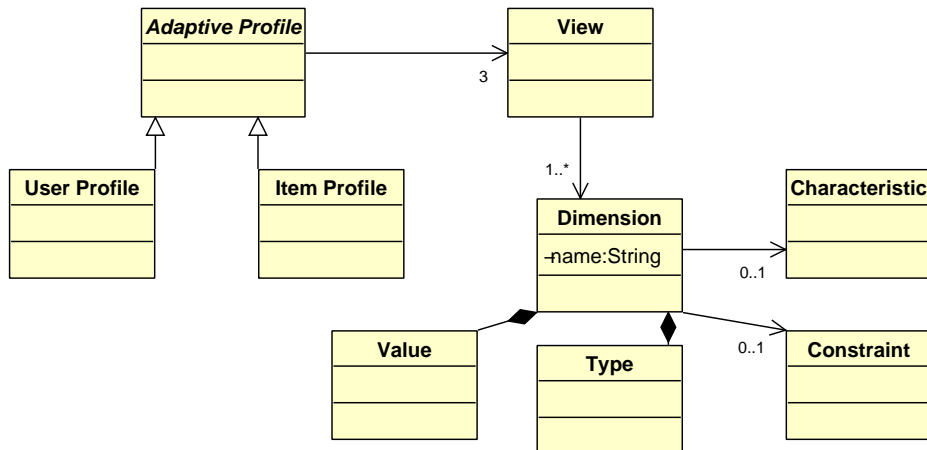 Adaptive Profile
View
3
1..*
User Profile
Item Profile
Characteristic
Dimension
-name:String
0..1
Value
Type
0..1
Constraint